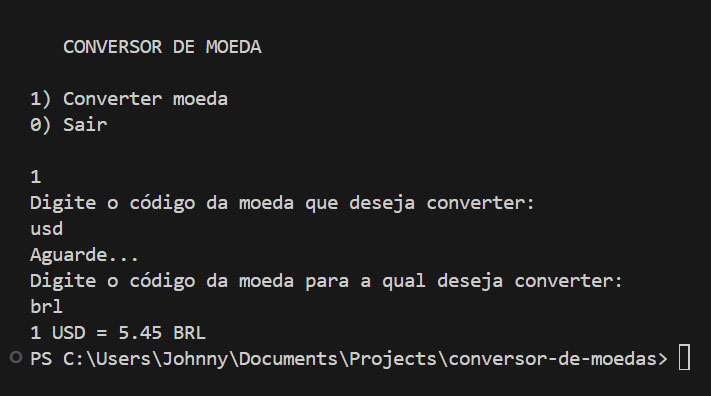 CONVERSOR DE MOEDA
1) Converter moeda
0) Sair
1
Digite o código da moeda que deseja converter:
usd
Aguarde...
Digite o código da moeda para a qual deseja converter:
brl
1 USD = 5.45 BRL
PS C:\Users\Johnny\Documents\Projects\conversor-de-moedas>